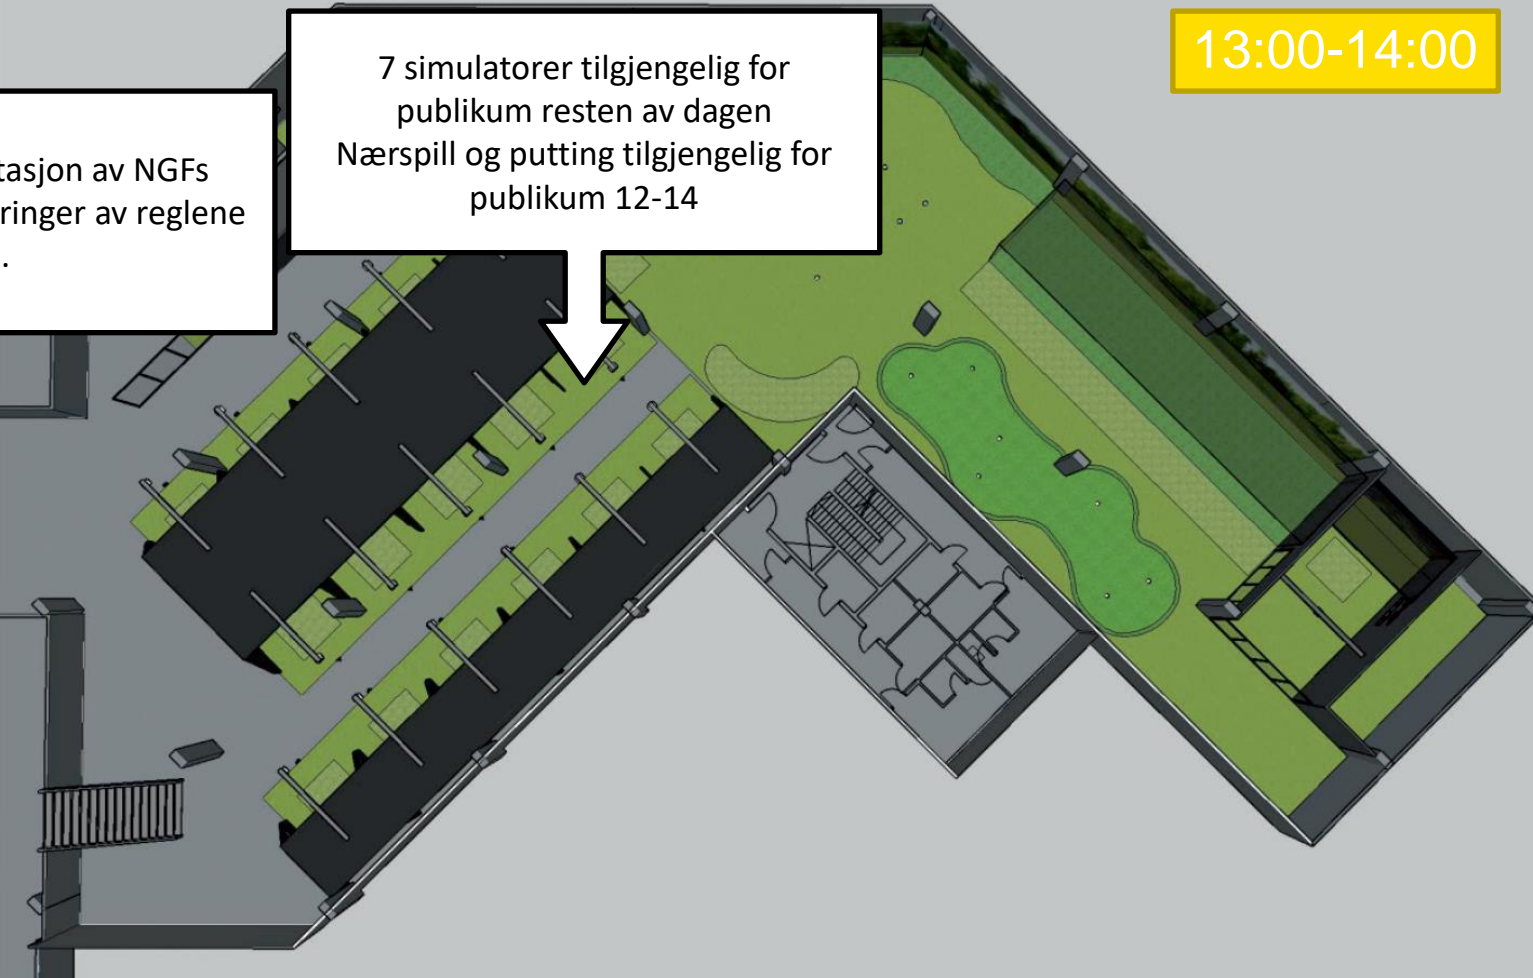 13:00-14:00
7 simulatorer tilgjengelig for
publikum resten av dagen
Nærspill og putting tilgjengelig for
publikum 12-14
tasjon av NGFs
ringer av reglene
.